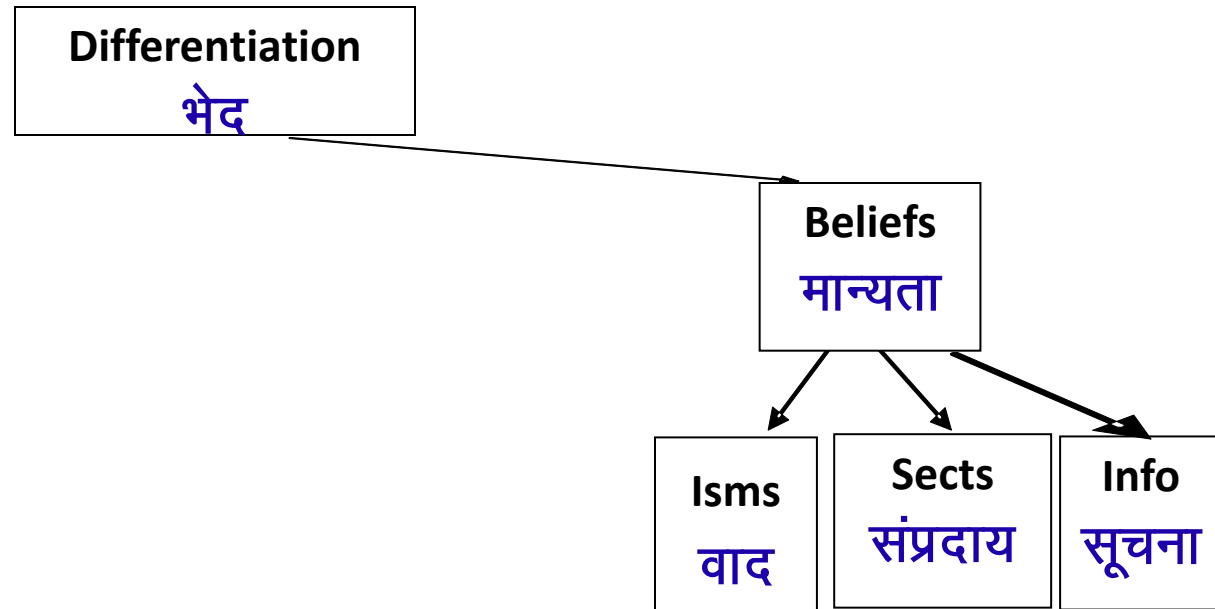 Differentiation
भेद
Beliefs
मान्यता
Isms
वाद
Sects
संप्रदाय
Info
सूचना